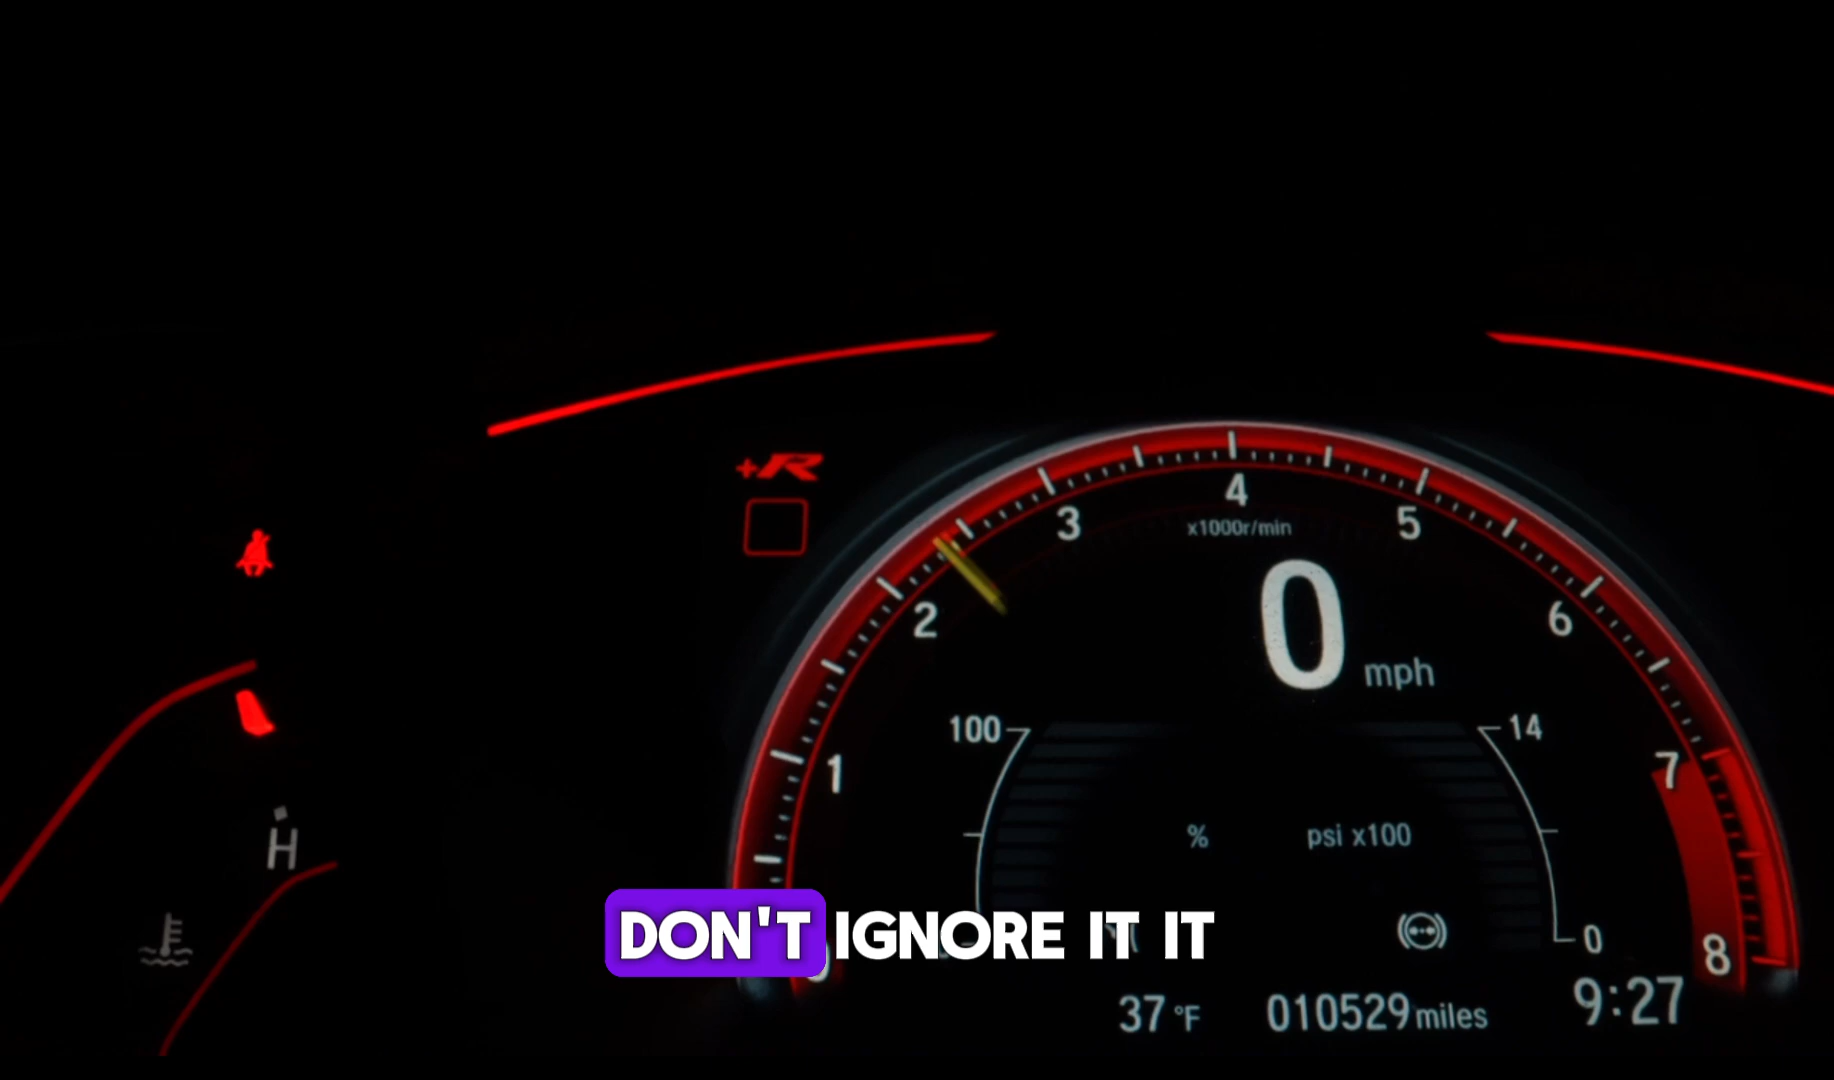 +R
4
3
5
x1000r/min
0 mph
2
6
100
14
1
7
% psi x100
H
DON'T IGNORE IT IT
0
8
37 °F 010529 miles 9:27